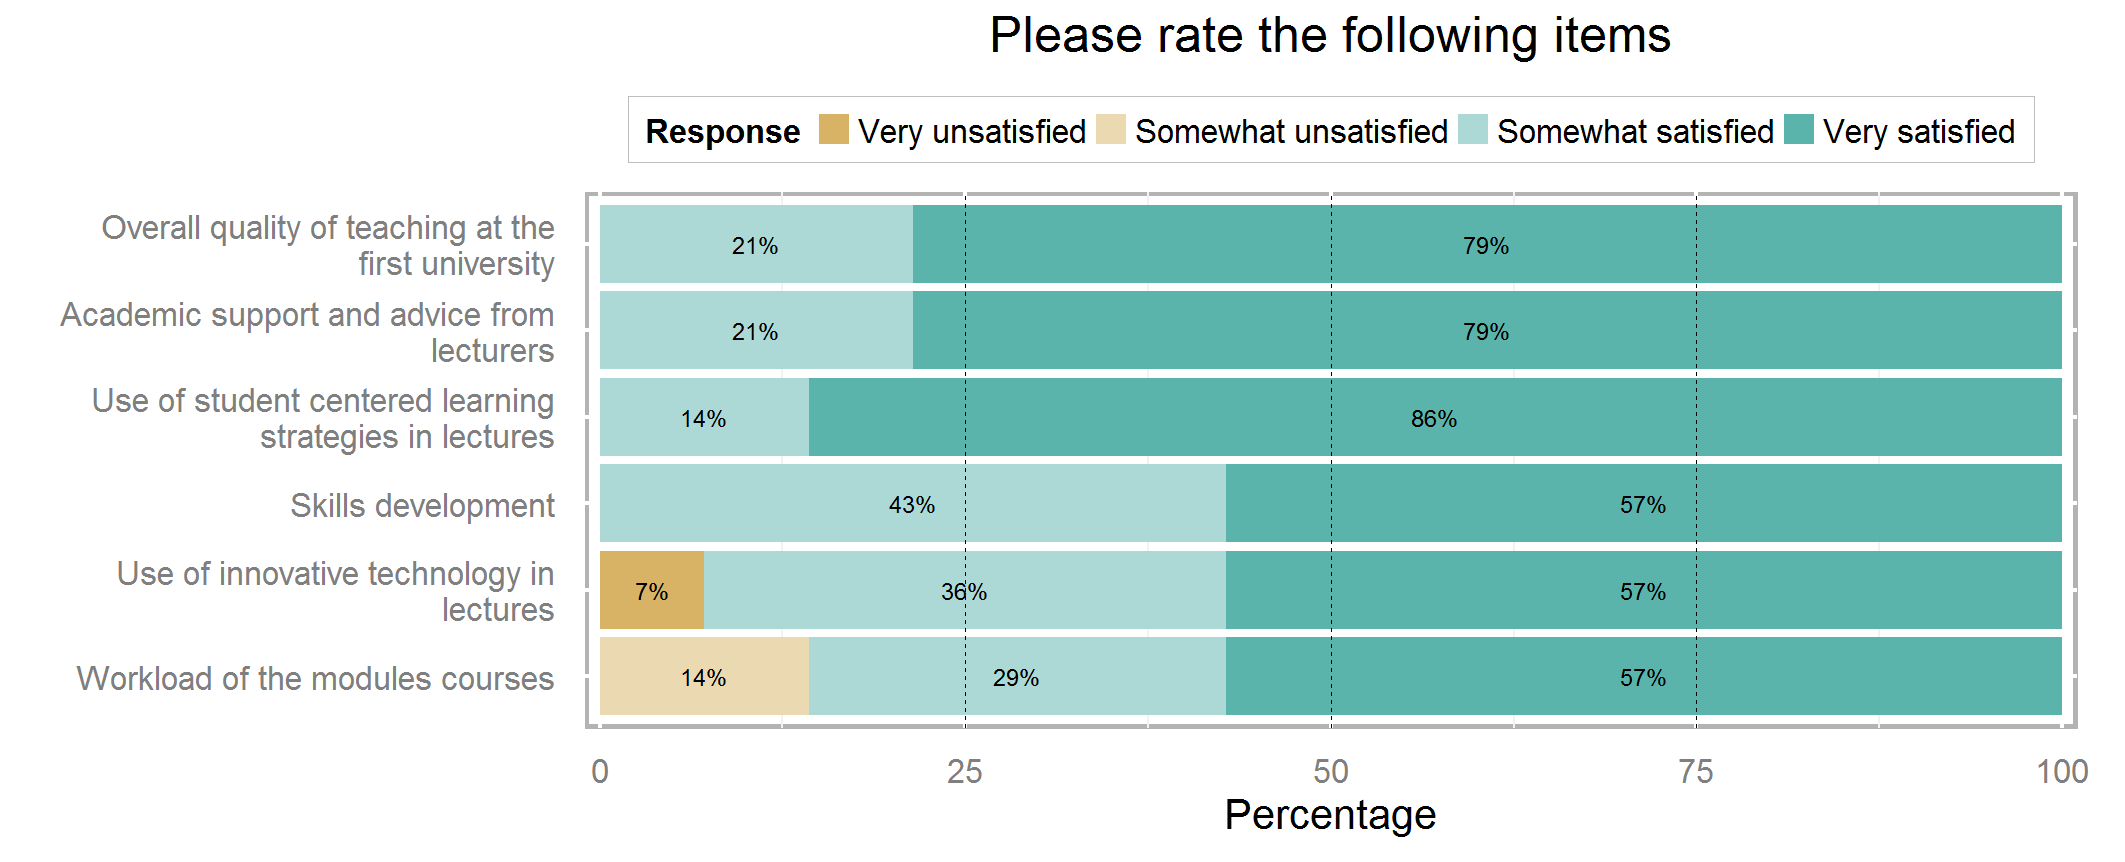 Please rate the following items
Response Very unsatisfied Somewhat unsatisfied Somewhat satisfied Very satisfied
Overall quality of teaching at the
first university
21% 79%
Academic support and advice from
lecturers
21% 79%
Use of student centered learning
strategies in lectures
14% 86%
Skills development
43% 57%
Use of innovative technology in
lectures
7% 36% 57%
Workload of the modules courses
14% 29% 57%
0 25 50 75 100
Percentage